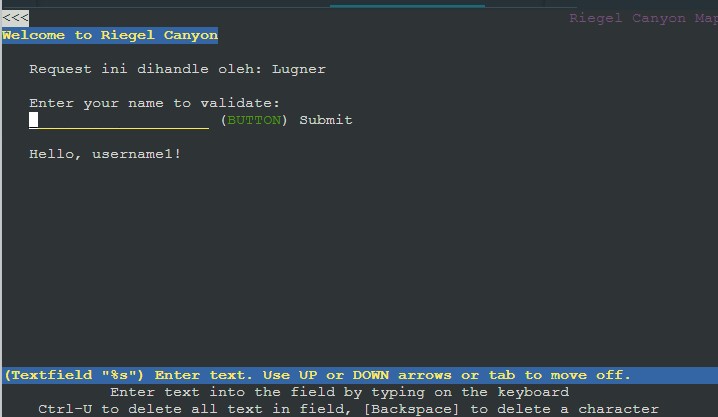 <<<
Riegel Canyon Map
Welcome to Riegel Canyon
Request ini dihandle oleh: Lugner
Enter your name to validate:
(BUTTON) Submit
Hello, username1!
(Textfield "%s") Enter text. Use UP or DOWN arrows or tab to move off.
Enter text into the field by typing on the keyboard
Ctrl-U to delete all text in field, [Backspace] to delete a character